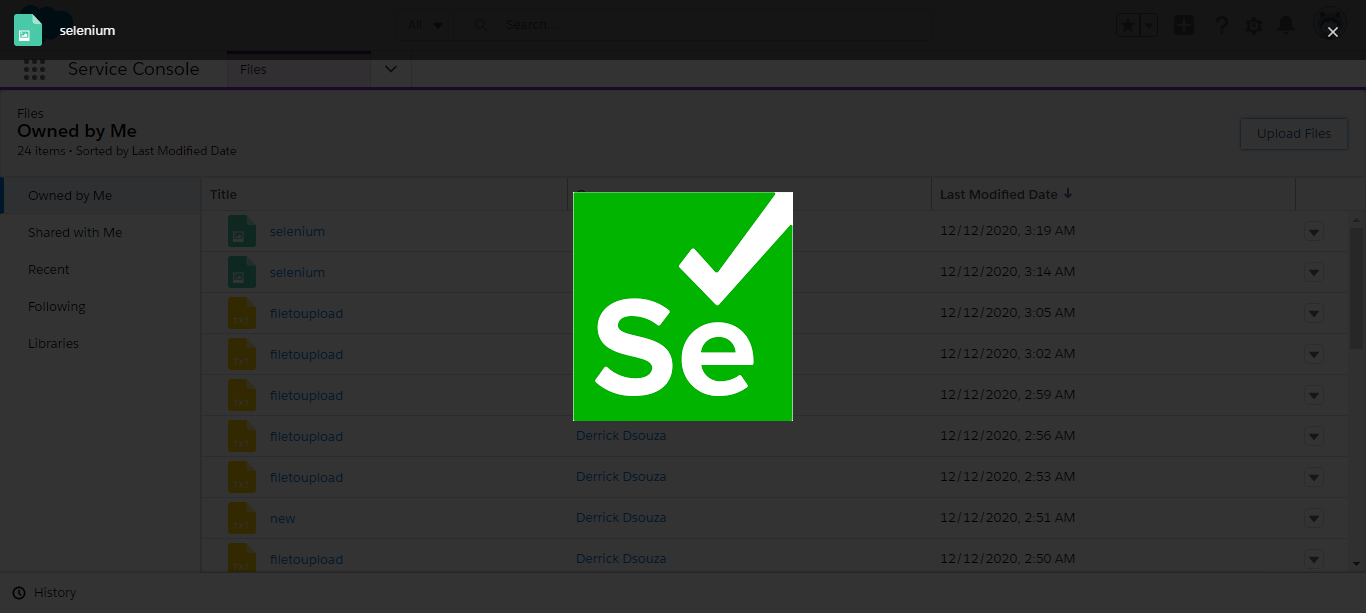 selenium
All
Search...
Service Console
Files
Files
Owned by Me
24 items • Sorted by Last Modified Date
Upload Files
Owned by Me
Shared with Me
Recent
Following
Libraries
Title
Last Modified Date
selenium
12/12/2020, 3:19 AM
selenium
12/12/2020, 3:14 AM
filetoupload
12/12/2020, 3:05 AM
filetoupload
12/12/2020, 3:02 AM
filetoupload
12/12/2020, 2:59 AM
filetoupload
Derrick Dsouza
12/12/2020, 2:56 AM
filetoupload
Derrick Dsouza
12/12/2020, 2:53 AM
new
Derrick Dsouza
12/12/2020, 2:51 AM
filetoupload
Derrick Dsouza
12/12/2020, 2:50 AM
Se
History